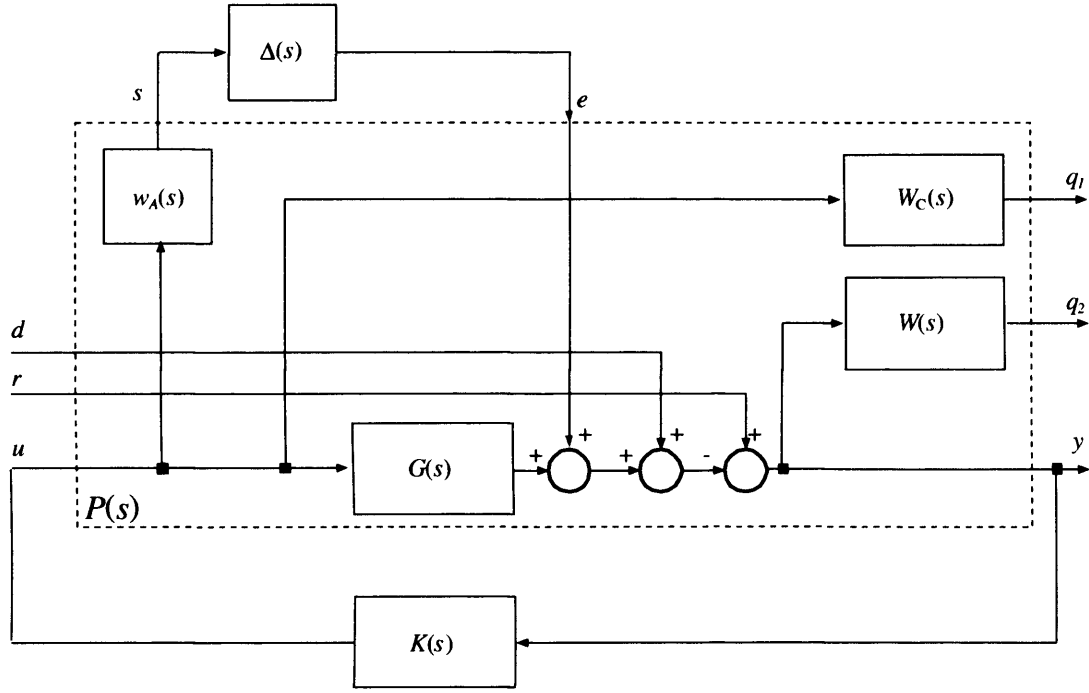 Δ(s)
s
e
w_A(s)
W_C(s)
q_1
W(s)
q_2
d
r
u
G(s)
+
+
+
+
-
+
y
P(s)
K(s)